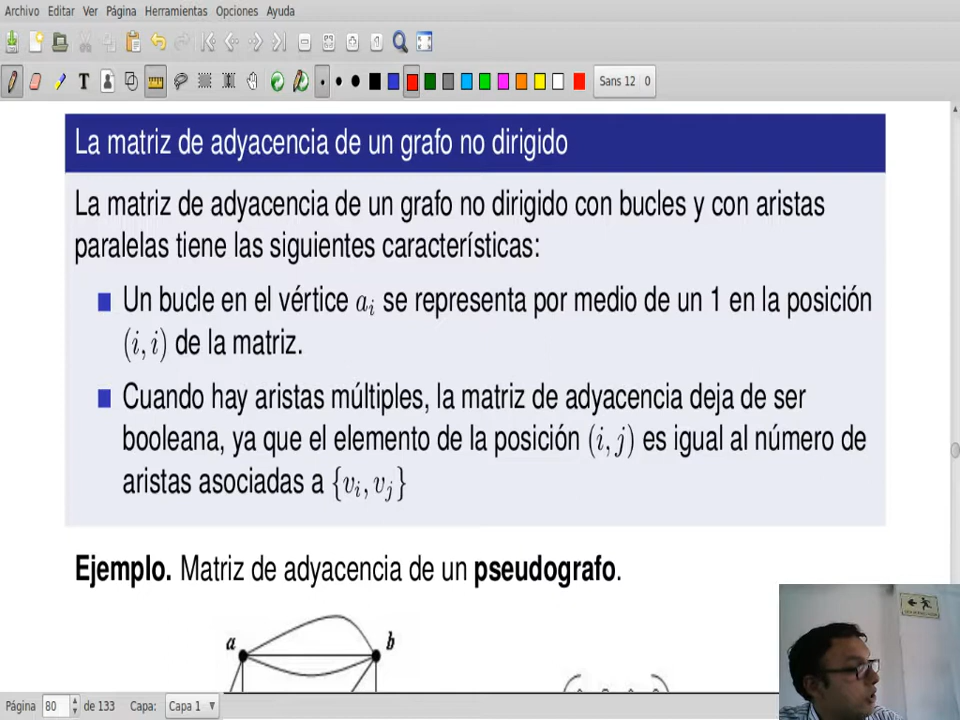 Archivo Editar Ver Página Herramientas Opciones Ayuda
T
Sans 12 0
La matriz de adyacencia de un grafo no dirigido
La matriz de adyacencia de un grafo no dirigido con bucles y con aristas
paralelas tiene las siguientes características:
Un bucle en el vértice a_i se representa por medio de un 1 en la posición
(i, i) de la matriz.
Cuando hay aristas múltiples, la matriz de adyacencia deja de ser
booleana, ya que el elemento de la posición (i, j) es igual al número de
aristas asociadas a {v_i, v_j}
Ejemplo. Matriz de adyacencia de un pseudografo.
a b
Página 80 de 133 Capa: Capa 1